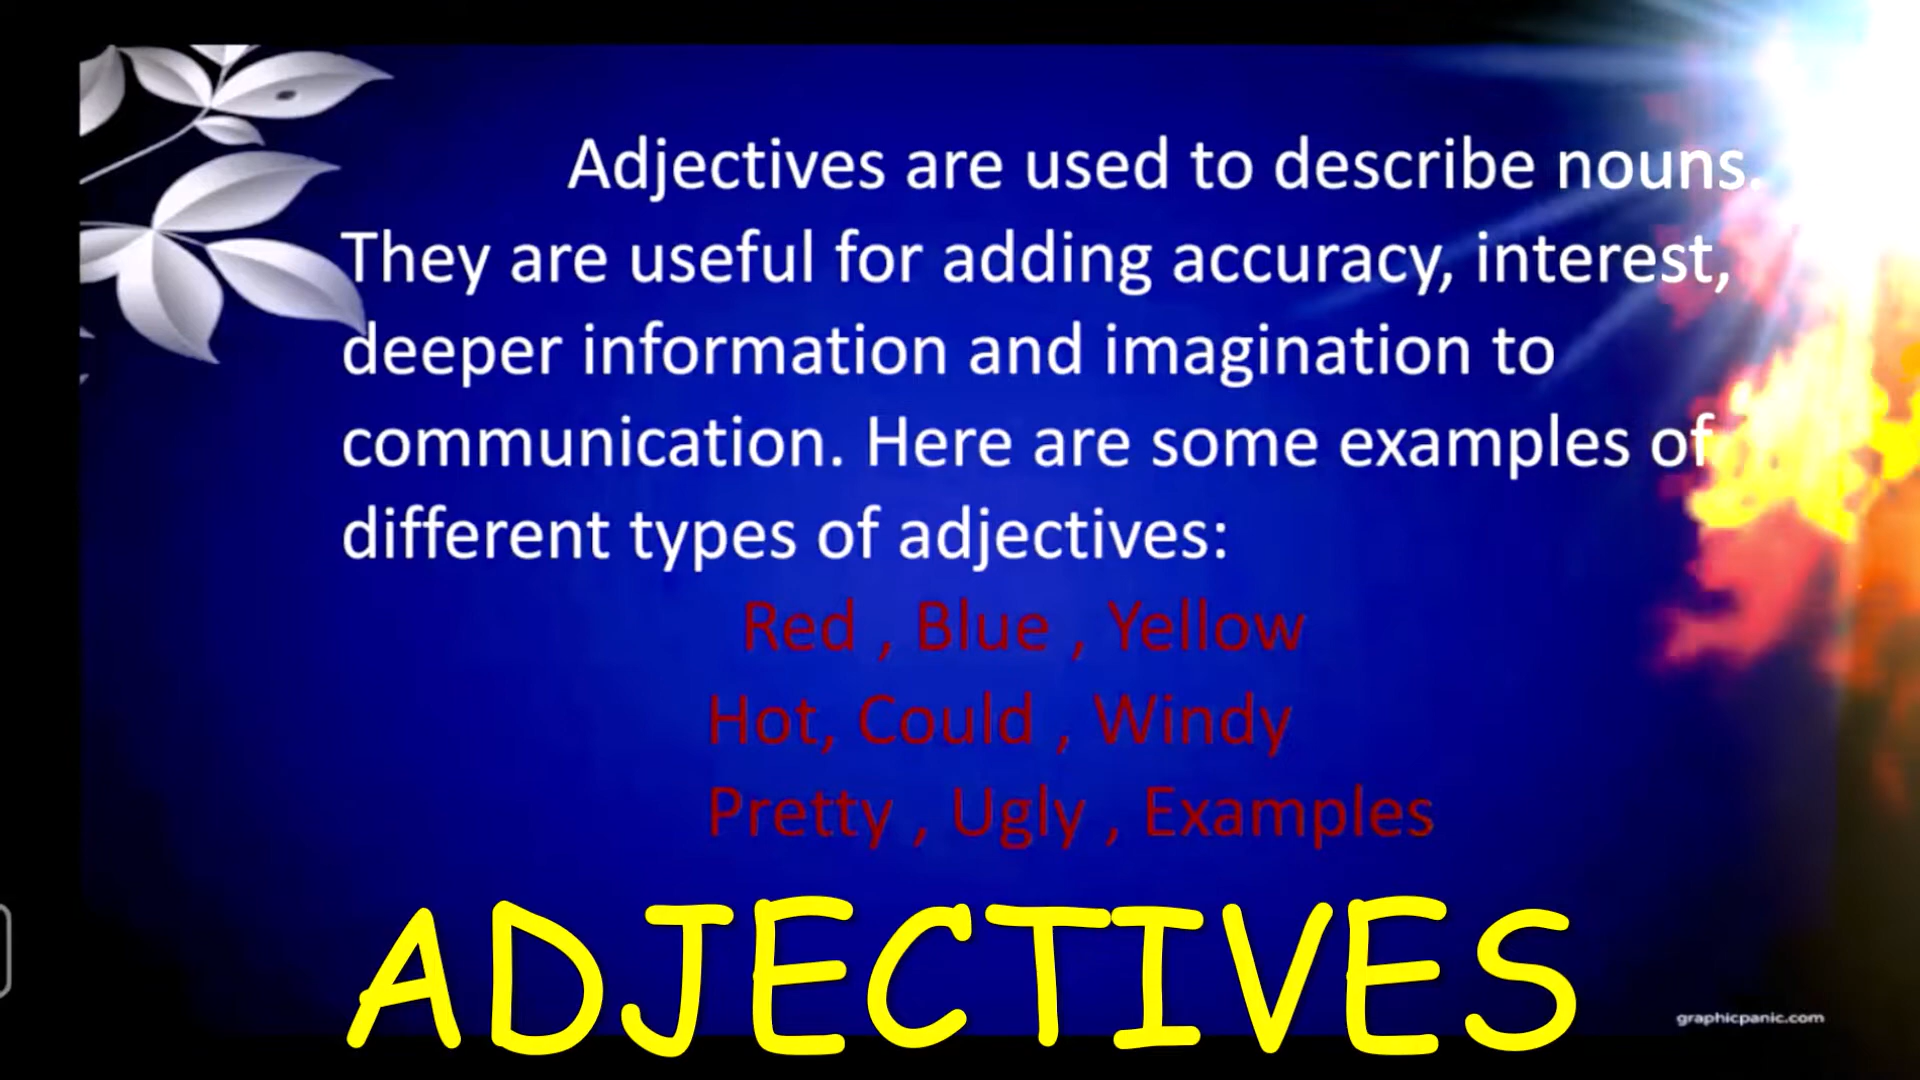 Adjectives are used to describe nouns.
They are useful for adding accuracy, interest,
deeper information and imagination to
communication. Here are some examples of
different types of adjectives:
Red , Blue , Yellow
Hot, Could , Windy
Pretty , Ugly , Examples
ADJECTIVES
graphicpanic.com